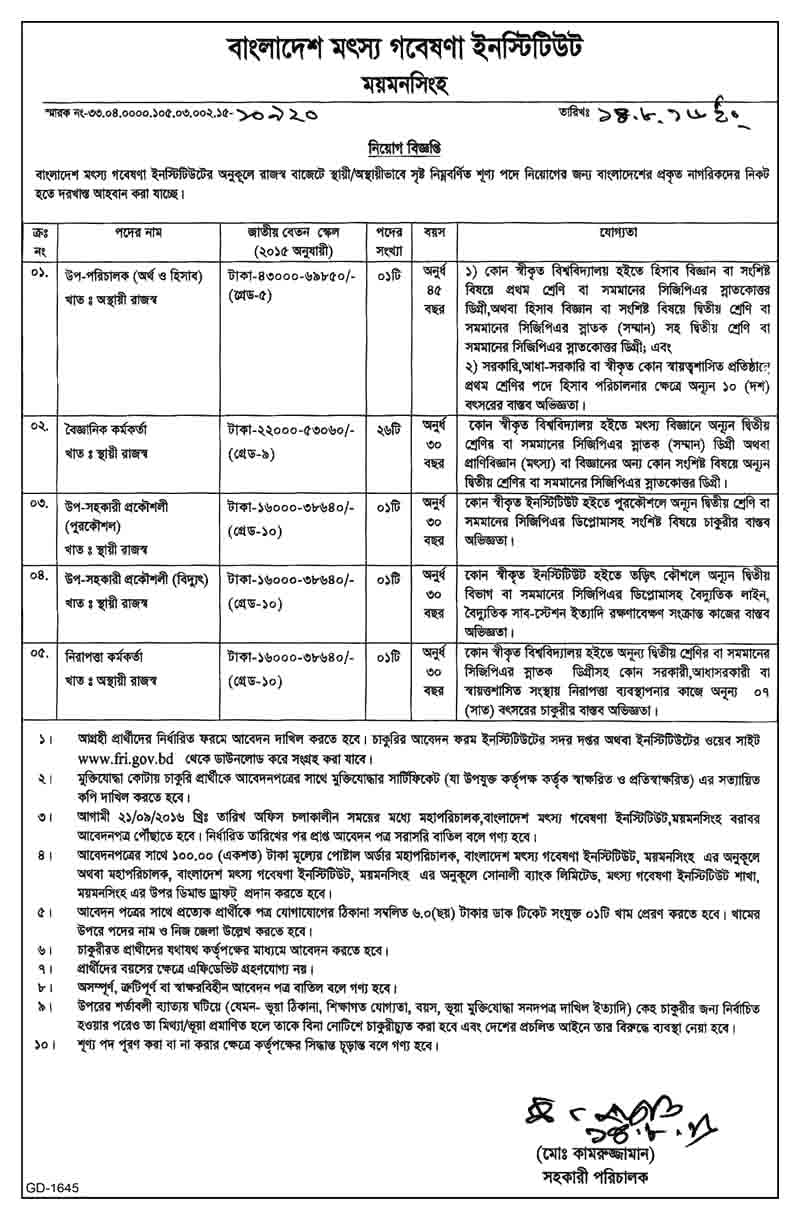 বাংলাদেশ মৎস্য গবেষণা ইনস্টিটিউট
ময়মনসিংহ
স্মারক নং-৩৩.০৪.০০০০.১০৫.০৩.০০২.১৫-১০৯২০
তারিখঃ ১৪.৮.১৬ ইং
নিয়োগ বিজ্ঞপ্তি
বাংলাদেশ মৎস্য গবেষণা ইনস্টিটিউটের অনুকূলে রাজস্ব বাজেটে স্থায়ী/অস্থায়ীভাবে সৃষ্ট নিম্নবর্ণিত শূণ্য পদে নিয়োগের জন্য বাংলাদেশের প্রকৃত নাগরিকদের নিকট
হতে দরখাস্ত আহবান করা যাচ্ছে।
ক্রঃ নং পদের নাম জাতীয় বেতন স্কেল (২০১৫ অনুযায়ী) পদের সংখ্যা বয়স যোগ্যতা
০১. উপ-পরিচালক (অর্থ ও হিসাব) টাকা-৪৩০০০-৬৯৮৫০/- ০১টি অনুর্ধ ১) কোন স্বীকৃত বিশ্ববিদ্যালয় হইতে হিসাব বিজ্ঞান বা সংশিষ্ট
খাত ঃ অস্থায়ী রাজস্ব (গ্রেড-৫) ৪৫ বিষয়ে প্রথম শ্রেণি বা সমমানের সিজিপিএর স্নাতকোত্তর
বছর ডিগ্রী,অথবা হিসাব বিজ্ঞান বা সংশিষ্ট বিষয়ে দ্বিতীয় শ্রেণি বা
সমমানের সিজিপিএর স্নাতক (সম্মান) সহ দ্বিতীয় শ্রেণি বা
সমমানের সিজিপিএর স্নাতকোত্তর ডিগ্রী; এবং
২) সরকারি,আধা-সরকারি বা স্বীকৃত কোন স্বায়ত্বশাসিত প্রতিষ্ঠানে
প্রথম শ্রেণির পদে হিসাব পরিচালনার ক্ষেত্রে অন্যূন ১০ (দশ)
বৎসরের বাস্তব অভিজ্ঞতা।
০২. বৈজ্ঞানিক কর্মকর্তা টাকা-২২০০০-৫৩০৬০/- ২৬টি অনুর্ধ কোন স্বীকৃত বিশ্ববিদ্যালয় হইতে মৎস্য বিজ্ঞানে অন্যূন দ্বিতীয়
খাত ঃ স্থায়ী রাজস্ব (গ্রেড-৯) ৩০ শ্রেণির বা সমমানের সিজিপিএর স্নাতক (সম্মান) ডিগ্রী অথবা
বছর প্রাণিবিজ্ঞান (মৎস্য) বা বিজ্ঞানের অন্য কোন সংশিষ্ট বিষয়ে অন্যূন
দ্বিতীয় শ্রেণির বা সমমানের সিজিপিএর স্নাতকোত্তর ডিগ্রী।
০৩. উপ-সহকারী প্রকৌশলী টাকা-১৬০০০-৩৮৬৪০/- ০১টি অনুর্ধ কোন স্বীকৃত ইনস্টিটিউট হইতে পুরকৌশলে অন্যূন দ্বিতীয় শ্রেণি বা
(পুরকৌশল) (গ্রেড-১০) ৩০ সমমানের সিজিপিএর ডিপ্লোমাসহ সংশিষ্ট বিষয়ে চাকুরীর বাস্তব
খাত ঃ স্থায়ী রাজস্ব বছর অভিজ্ঞতা।
০৪. উপ-সহকারী প্রকৌশলী (বিদ্যুৎ) টাকা-১৬০০০-৩৮৬৪০/- ০১টি অনুর্ধ কোন স্বীকৃত ইনস্টিটিউট হইতে তড়িৎ কৌশলে অন্যূন দ্বিতীয়
খাত ঃ স্থায়ী রাজস্ব (গ্রেড-১০) ৩০ বিভাগ বা সমমানের সিজিপিএর ডিপ্লোমাসহ বৈদ্যুতিক লাইন,
বছর বৈদ্যুতিক সাব-স্টেশন ইত্যাদি রক্ষণাবেক্ষণ সংক্রান্ত কাজের বাস্তব
অভিজ্ঞতা।
০৫. নিরাপত্তা কর্মকর্তা টাকা-১৬০০০-৩৮৬৪০/- ০১টি অনুর্ধ কোন স্বীকৃত বিশ্ববিদ্যালয় হইতে অনূন্য দ্বিতীয় শ্রেণির বা সমমানের
খাত ঃ অস্থায়ী রাজস্ব (গ্রেড-১০) ৩০ সিজিপিএর স্নাতক ডিগ্রীসহ কোন সরকারী,আধাসরকারী বা
বছর স্বায়ত্তশাসিত সংস্থায় নিরাপত্তা ব্যবস্থাপনার কাজে অনূন্য ০৭
(সাত) বৎসরের চাকুরীর বাস্তব অভিজ্ঞতা।
১। আগ্রহী প্রার্থীদের নির্ধারিত ফরমে আবেদন দাখিল করতে হবে। চাকুরির আবেদন ফরম ইনস্টিটিউটের সদর দপ্তর অথবা ইনস্টিটিউটের ওয়েব সাইট
www.fri.gov.bd থেকে ডাউনলোড করে সংগ্রহ করা যাবে।
২। মুক্তিযোদ্ধা কোটায় চাকুরি প্রার্থীকে আবেদনপত্রের সাথে মুক্তিযোদ্ধার সার্টিফিকেট (যা উপযুক্ত কর্তৃপক্ষ কর্তৃক স্বাক্ষরিত ও প্রতিস্বাক্ষরিত) এর সত্যায়িত
কপি দাখিল করতে হবে।
৩। আগামী ২১/০৯/২০১৬ খ্রিঃ তারিখ অফিস চলাকালীন সময়ের মধ্যে মহাপরিচালক,বাংলাদেশ মৎস্য গবেষণা ইনস্টিটিউট,ময়মনসিংহ বরাবর
আবেদনপত্র পৌঁছাতে হবে। নির্ধারিত তারিখের পর প্রাপ্ত আবেদন পত্র সরাসরি বাতিল বলে গণ্য হবে।
৪। আবেদনপত্রের সাথে ১০০.০০ (একশত) টাকা মূল্যের পোষ্টাল অর্ডার মহাপরিচালক, বাংলাদেশ মৎস্য গবেষণা ইনস্টিটিউট, ময়মনসিংহ এর অনুকূলে
অথবা মহাপরিচালক, বাংলাদেশ মৎস্য গবেষণা ইনস্টিটিউট, ময়মনসিংহ এর অনুকূলে সোনালী ব্যাংক লিমিটেড, মৎস্য গবেষণা ইনস্টিটিউট শাখা,
ময়মনসিংহ এর উপর ডিমান্ড ড্রাফ্ট প্রদান করতে হবে।
৫। আবেদন পত্রের সাথে প্রত্যেক প্রার্থীকে পত্র যোগাযোগের ঠিকানা সম্বলিত ৬.০(ছয়) টাকার ডাক টিকেট সংযুক্ত ০১টি খাম প্রেরণ করতে হবে। খামের
উপরে পদের নাম ও নিজ জেলা উল্লেখ করতে হবে।
৬। চাকুরীরত প্রার্থীদের যথাযথ কর্তৃপক্ষের মাধ্যমে আবেদন করতে হবে।
৭। প্রার্থীদের বয়সের ক্ষেত্রে এফিডেভিট গ্রহণযোগ্য নয়।
৮। অসম্পূর্ণ, ত্রুটিপূর্ণ বা স্বাক্ষরবিহীন আবেদন পত্র বাতিল বলে গণ্য হবে।
৯। উপরের শর্তাবলী ব্যাত্যয় ঘটিয়ে (যেমন- ভূয়া ঠিকানা, শিক্ষাগত যোগ্যতা, বয়স, ভূয়া মুক্তিযোদ্ধা সনদপত্র দাখিল ইত্যাদি) কেহ চাকুরীর জন্য নির্বাচিত
হওয়ার পরেও তা মিথ্যা/ভূয়া প্রমাণিত হলে তাকে বিনা নোটিশে চাকুরীচ্যুত করা হবে এবং দেশের প্রচলিত আইনে তার বিরুদ্ধে ব্যবস্থা নেয়া হবে।
১০। শূণ্য পদ পূরণ করা বা না করার ক্ষেত্রে কর্তৃপক্ষের সিদ্ধান্ত চূড়ান্ত বলে গণ্য হবে।
১৪.৮.১৬
(মোঃ কামরুজ্জামান)
সহকারী পরিচালক
GD-1645